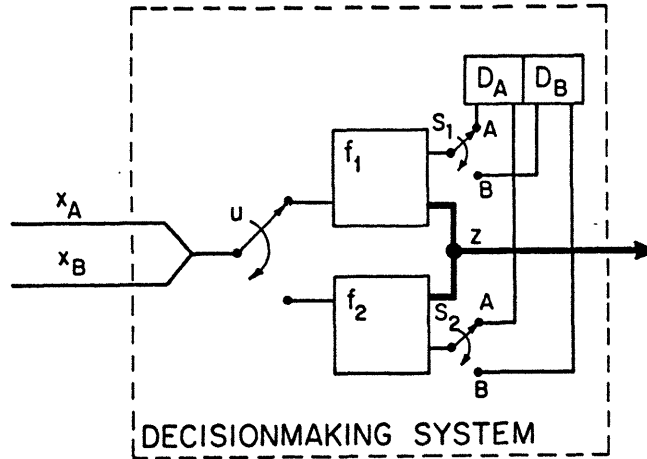 D_A D_B
S_1 A
f_1
B
x_A
u
x_B
z
f_2
S_2 A
B
DECISIONMAKING SYSTEM